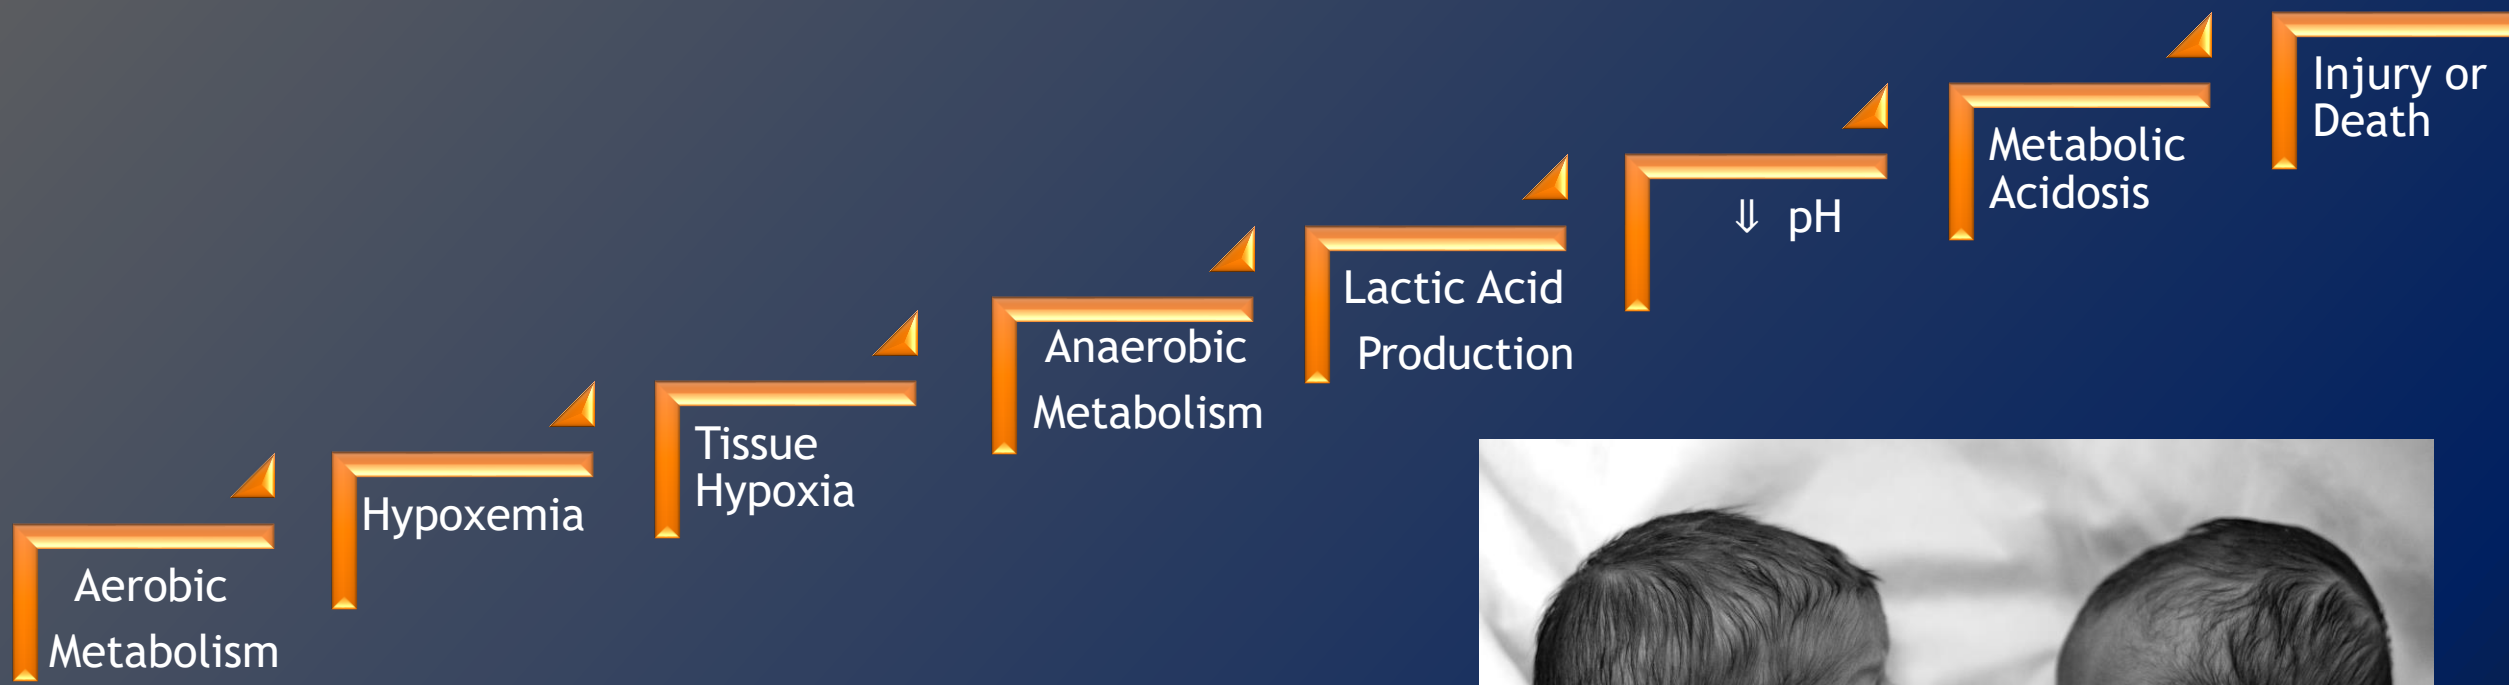 Aerobic
Metabolism
Hypoxemia
Tissue
Hypoxia
Anaerobic
Metabolism
Lactic Acid
Production
⇓ pH
Metabolic
Acidosis
Injury or
Death